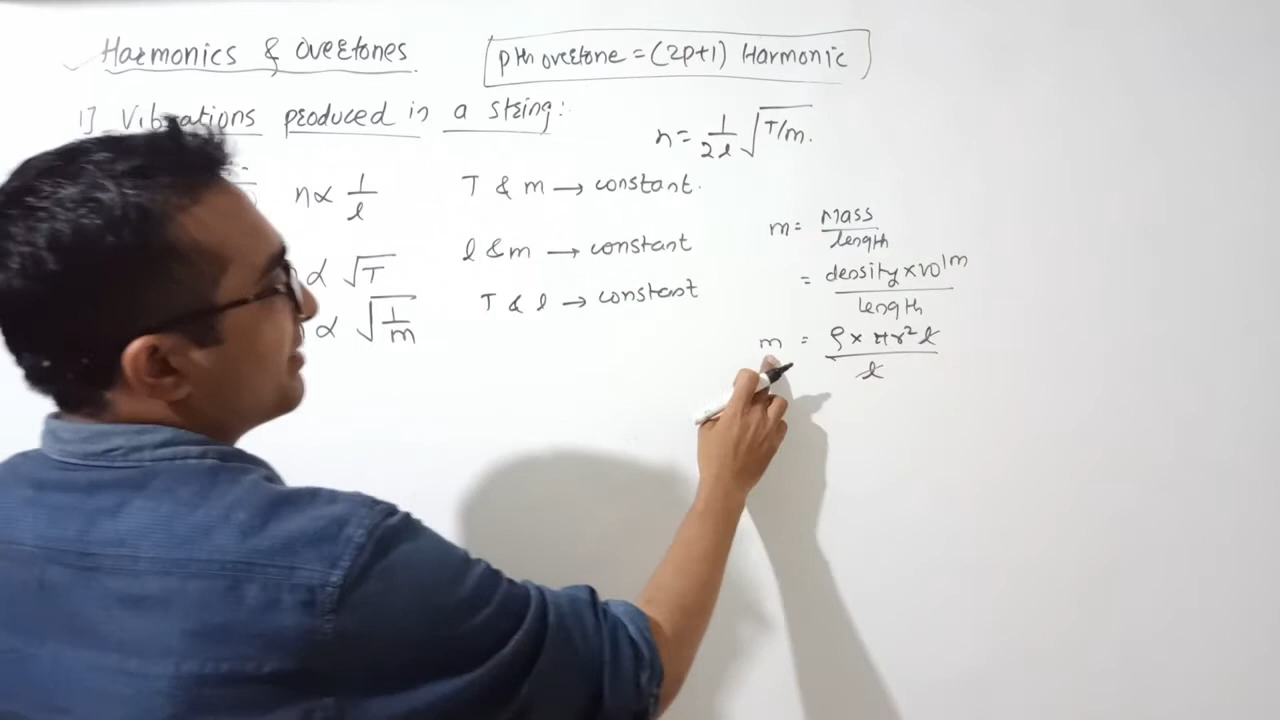 Harmonics & overtones
pth overtone = (2p+1) Harmonic
1] Vibrations produced in a string:
n = 1/2l √T/m.
n ∝ 1/l
T & m → constant.
∝ √T
l & m → constant
∝ √1/m
T & l → constant
m = Mass/length
= density × vol m/length
m = ρ × πr²l/l